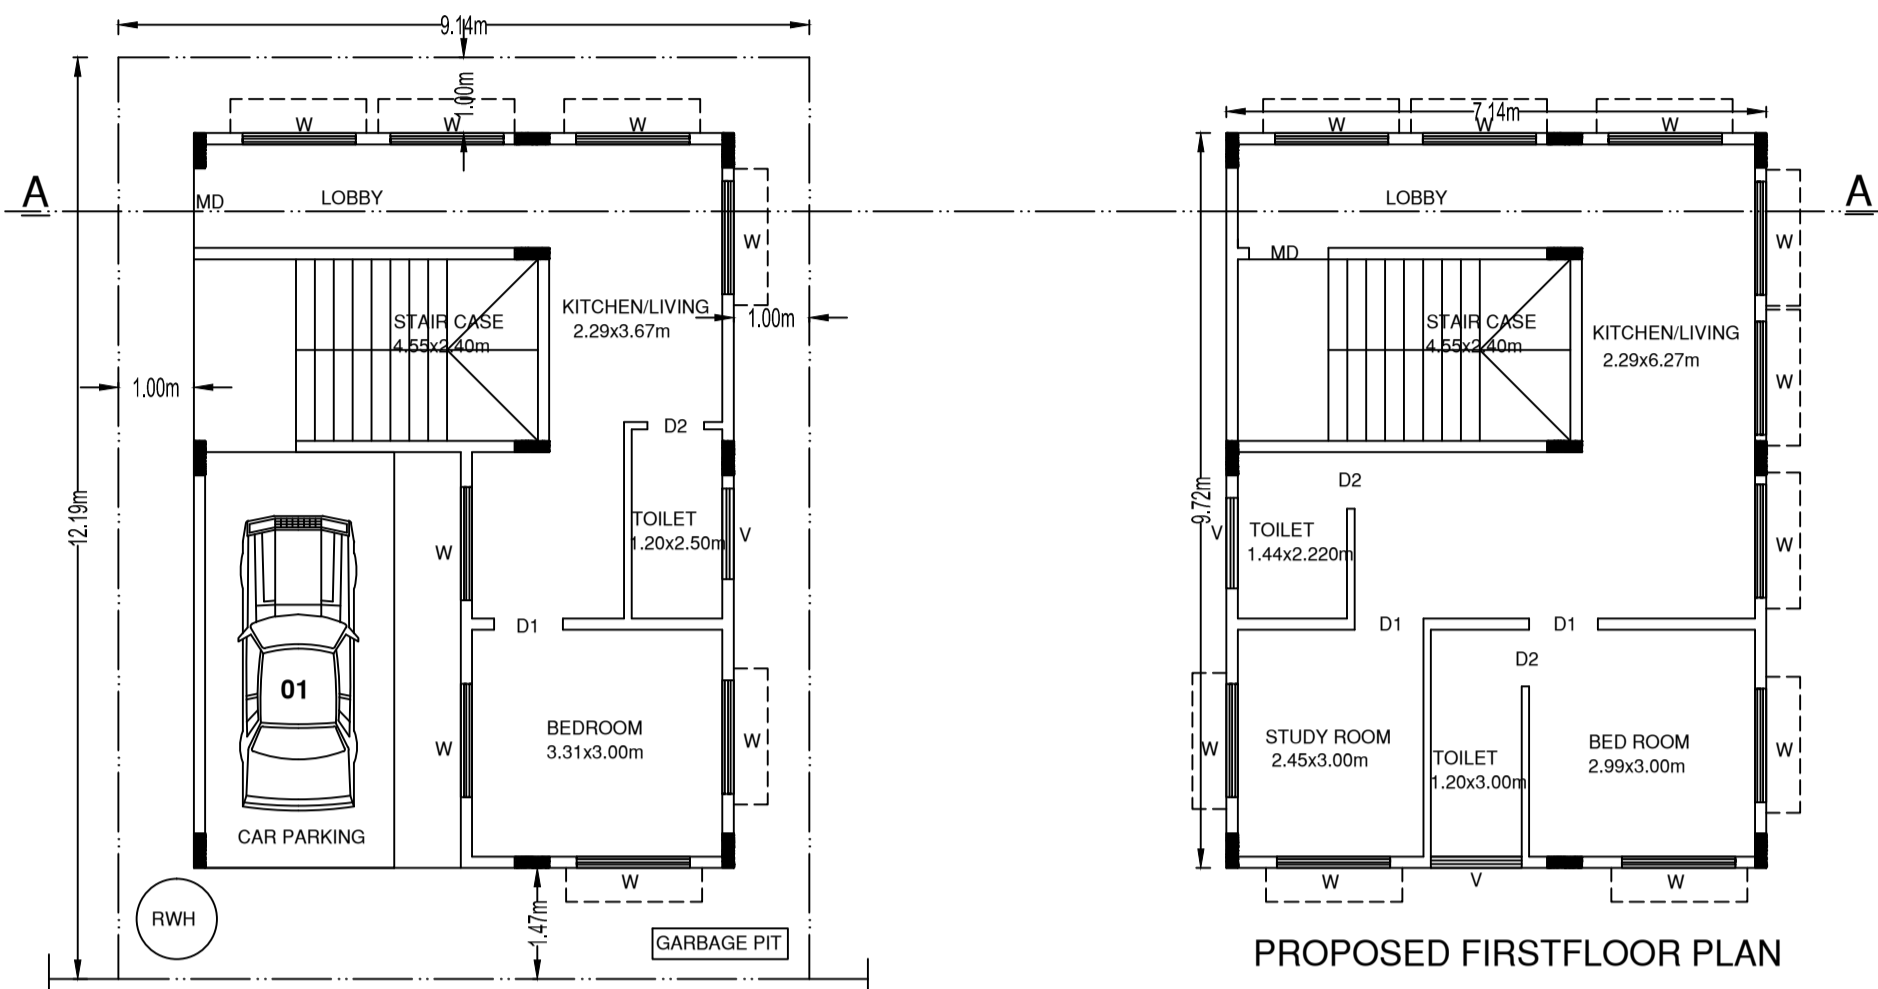 9.14m
1.00m
W
W
W
A
MD
LOBBY
W
STAIR CASE
4.55x2.40m
KITCHEN/LIVING
2.29x3.67m
1.00m
1.00m
D2
12.19m
TOILET
1.20x2.50m
V
W
D1
01
W
BEDROOM
3.31x3.00m
W
CAR PARKING
W
RWH
1.47m
GARBAGE PIT
7.14m
W
W
W
A
LOBBY
MD
W
STAIR CASE
4.55x2.40m
KITCHEN/LIVING
2.29x6.27m
W
9.72m
D2
V
TOILET
1.44x2.220m
W
D1
D1
D2
W
STUDY ROOM
2.45x3.00m
TOILET
1.20x3.00m
BED ROOM
2.99x3.00m
W
W
V
W
PROPOSED FIRSTFLOOR PLAN